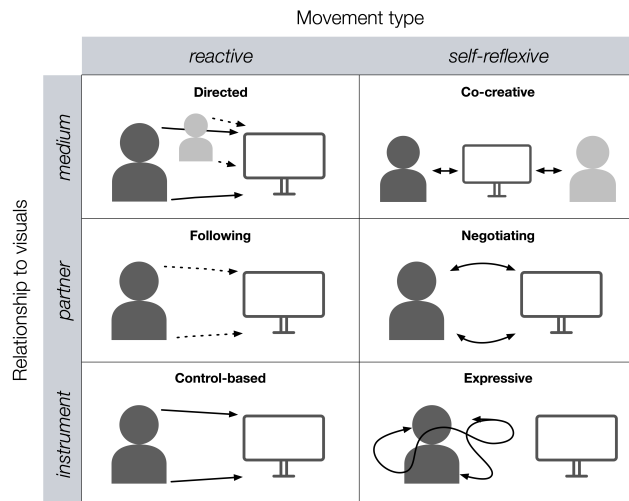 Movement type
reactive
self-reflexive
Relationship to visuals
medium
Directed
Co-creative
partner
Following
Negotiating
instrument
Control-based
Expressive